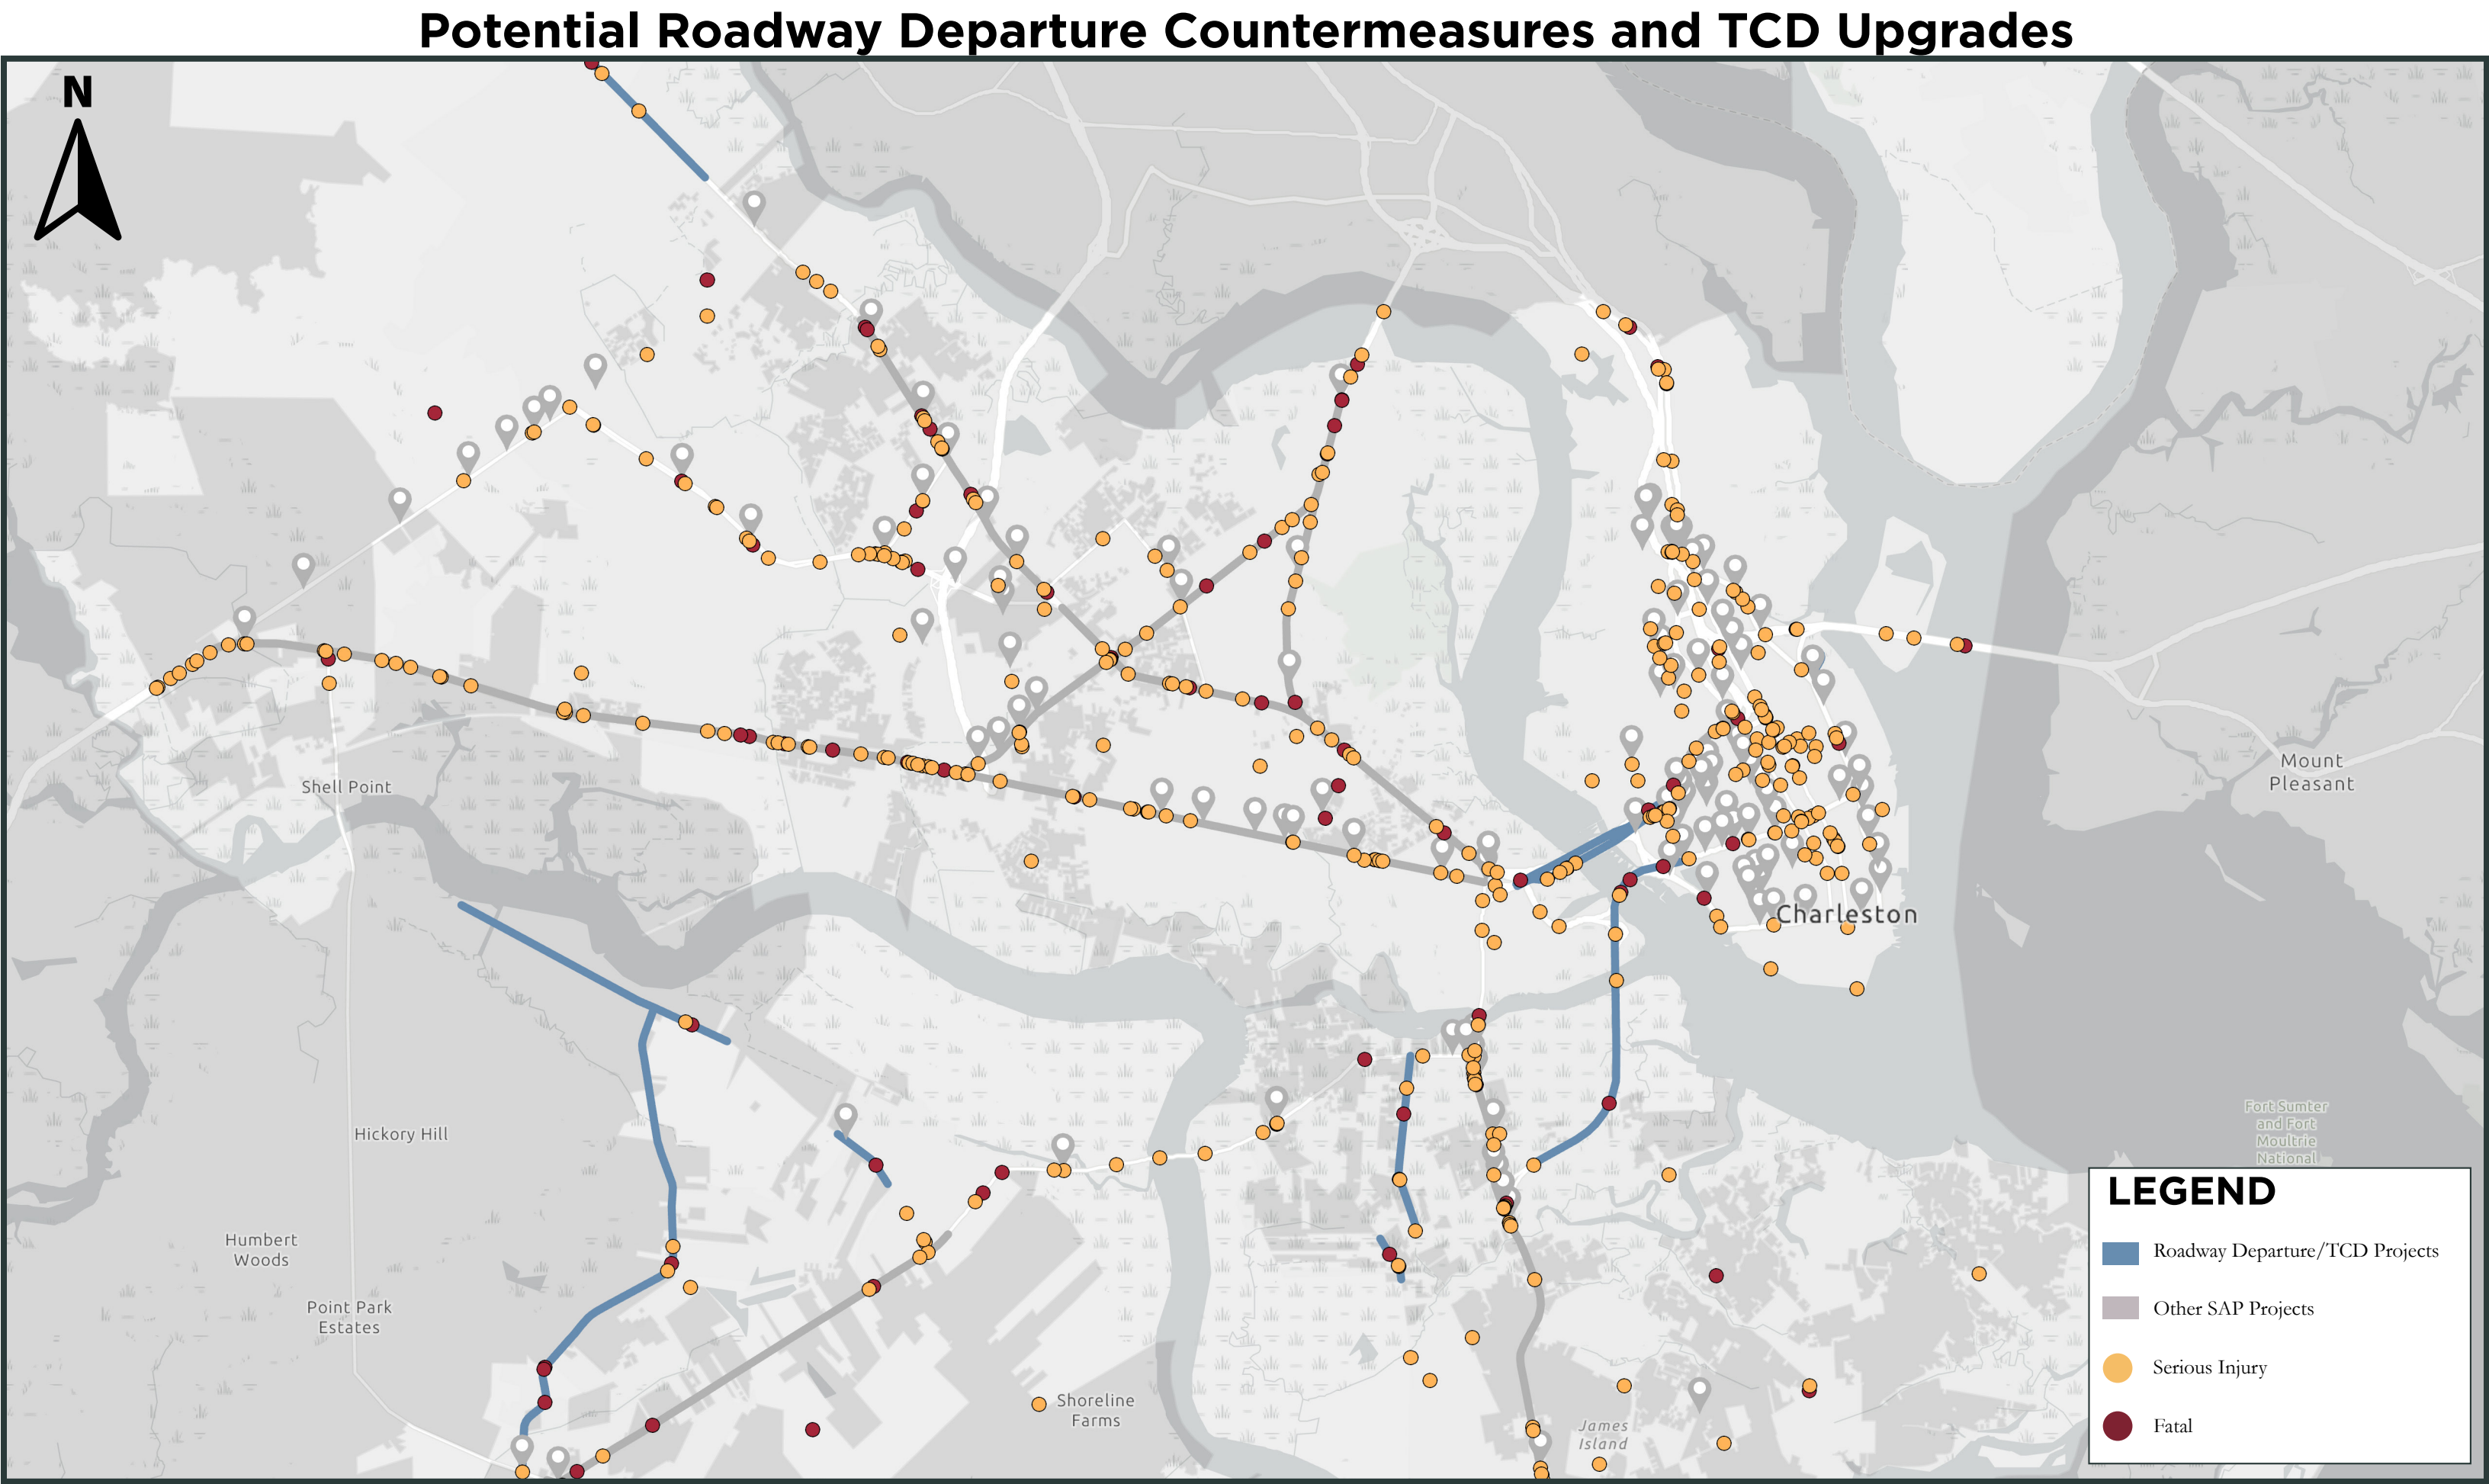 Potential Roadway Departure Countermeasures and TCD Upgrades
N
Shell Point
Mount
Pleasant
Charleston
Hickory Hill
Fort Sumter
and Fort
Moultrie
National
Humbert
Woods
Point Park
Estates
Shoreline
Farms
James
Island
LEGEND
Roadway Departure/TCD Projects
Other SAP Projects
Serious Injury
Fatal